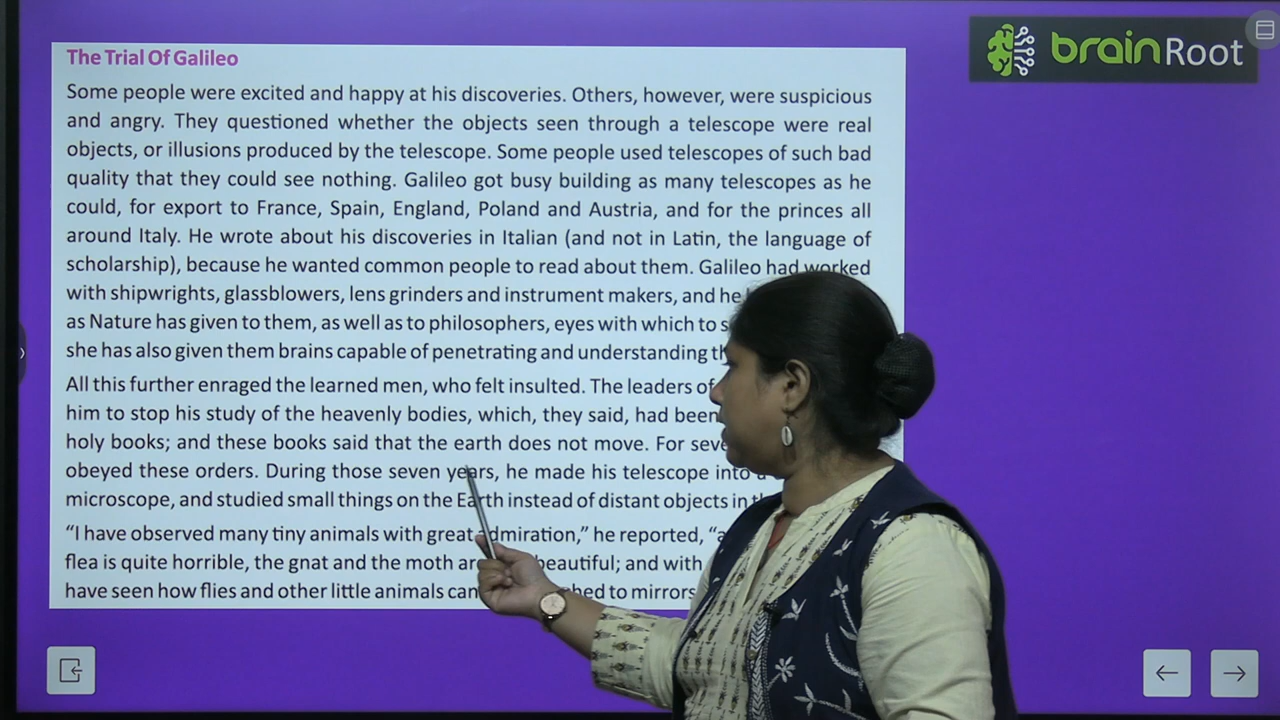 brainRoot
The Trial Of Galileo
Some people were excited and happy at his discoveries. Others, however, were suspicious
and angry. They questioned whether the objects seen through a telescope were real
objects, or illusions produced by the telescope. Some people used telescopes of such bad
quality that they could see nothing. Galileo got busy building as many telescopes as he
could, for export to France, Spain, England, Poland and Austria, and for the princes all
around Italy. He wrote about his discoveries in Italian (and not in Latin, the language of
scholarship), because he wanted common people to read about them. Galileo had worked
with shipwrights, glassblowers, lens grinders and instrument makers, and he
as Nature has given to them, as well as to philosophers, eyes with which to
she has also given them brains capable of penetrating and understanding
All this further enraged the learned men, who felt insulted. The leaders of
him to stop his study of the heavenly bodies, which, they said, had been
holy books; and these books said that the earth does not move. For
obeyed these orders. During those seven years, he made his telescope into
microscope, and studied small things on the Earth instead of distant objects in
“I have observed many tiny animals with great admiration,” he reported, “
flea is quite horrible, the gnat and the moth beautiful; and with
have seen how flies and other little animals can to mirrors